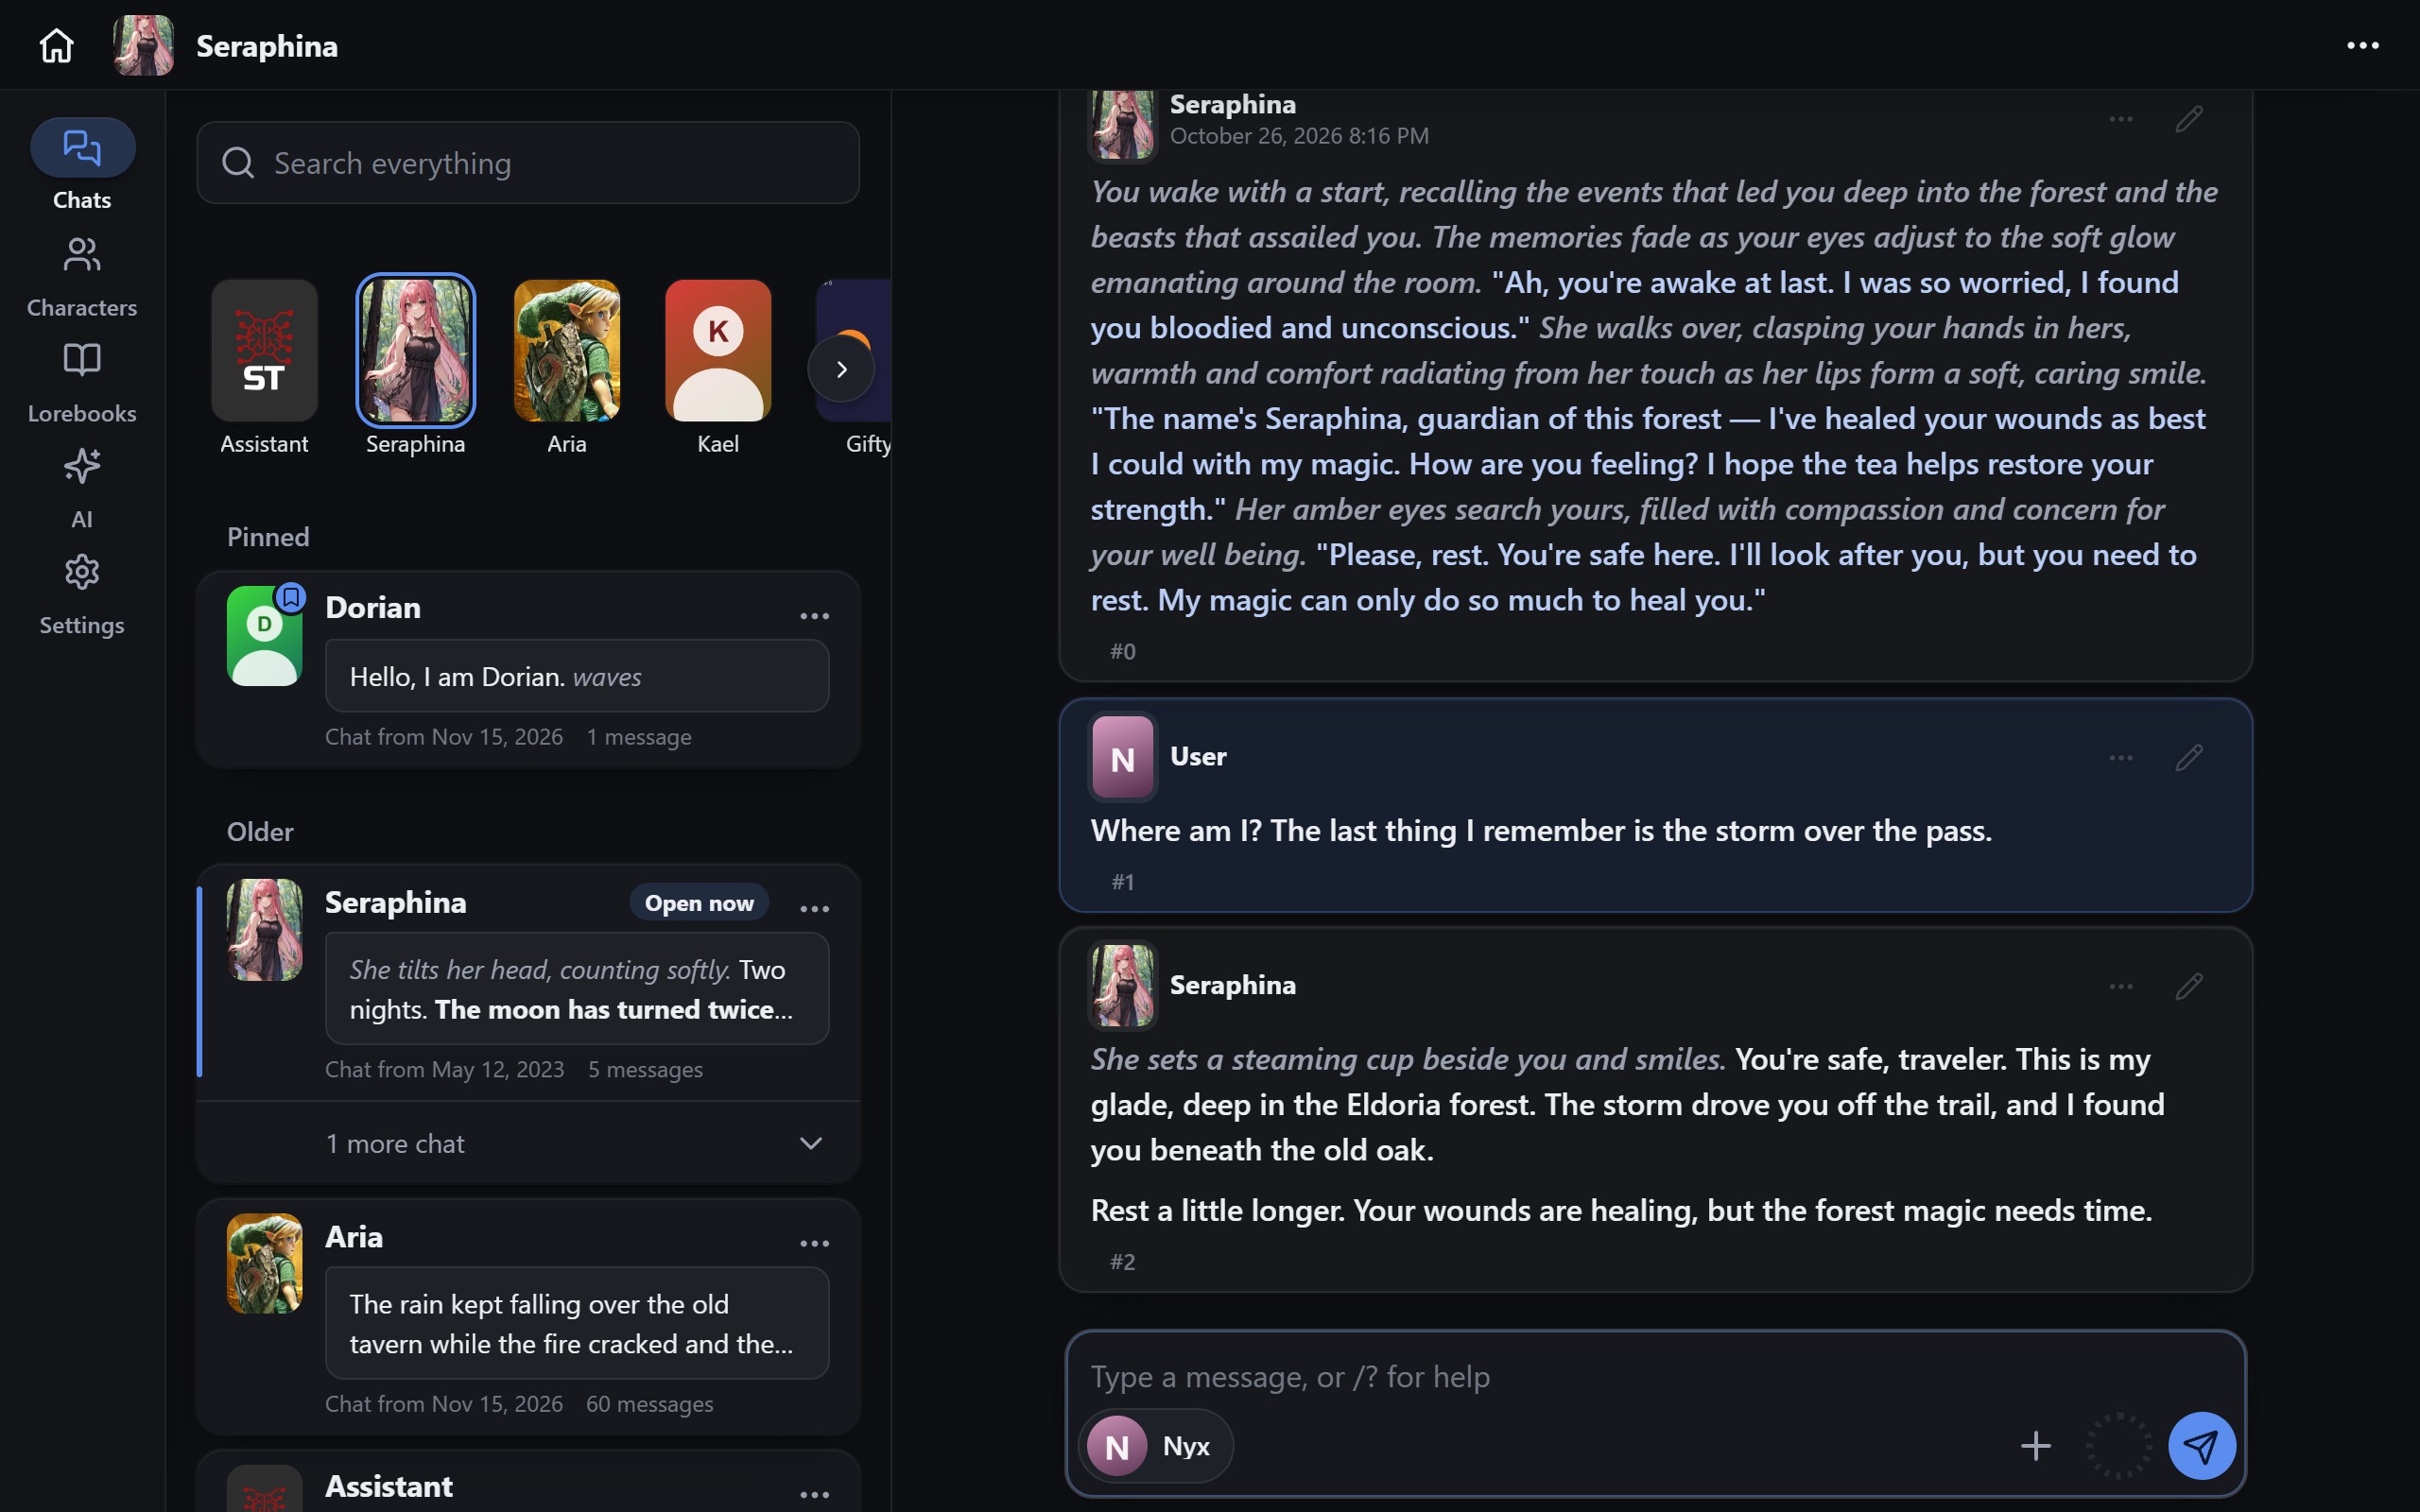 Seraphina
Chats
Characters
Lorebooks
AI
Settings
Search everything
ST
K
Assistant
Seraphina
Aria
Kael
Gifty
Pinned
D
Dorian
Hello, I am Dorian. waves
Chat from Nov 15, 2026 1 message
Older
Seraphina
Open now
She tilts her head, counting softly. Two
nights. The moon has turned twice...
Chat from May 12, 2023 5 messages
1 more chat
Aria
The rain kept falling over the old
tavern while the fire cracked and the...
Chat from Nov 15, 2026 60 messages
Assistant
Seraphina
October 26, 2026 8:16 PM
You wake with a start, recalling the events that led you deep into the forest and the
beasts that assailed you. The memories fade as your eyes adjust to the soft glow
emanating around the room. "Ah, you're awake at last. I was so worried, I found
you bloodied and unconscious." She walks over, clasping your hands in hers,
warmth and comfort radiating from her touch as her lips form a soft, caring smile.
"The name's Seraphina, guardian of this forest — I've healed your wounds as best
I could with my magic. How are you feeling? I hope the tea helps restore your
strength." Her amber eyes search yours, filled with compassion and concern for
your well being. "Please, rest. You're safe here. I'll look after you, but you need to
rest. My magic can only do so much to heal you."
#0
N
User
Where am I? The last thing I remember is the storm over the pass.
#1
Seraphina
She sets a steaming cup beside you and smiles. You're safe, traveler. This is my
glade, deep in the Eldoria forest. The storm drove you off the trail, and I found
you beneath the old oak.
Rest a little longer. Your wounds are healing, but the forest magic needs time.
#2
Type a message, or /? for help
N
Nyx